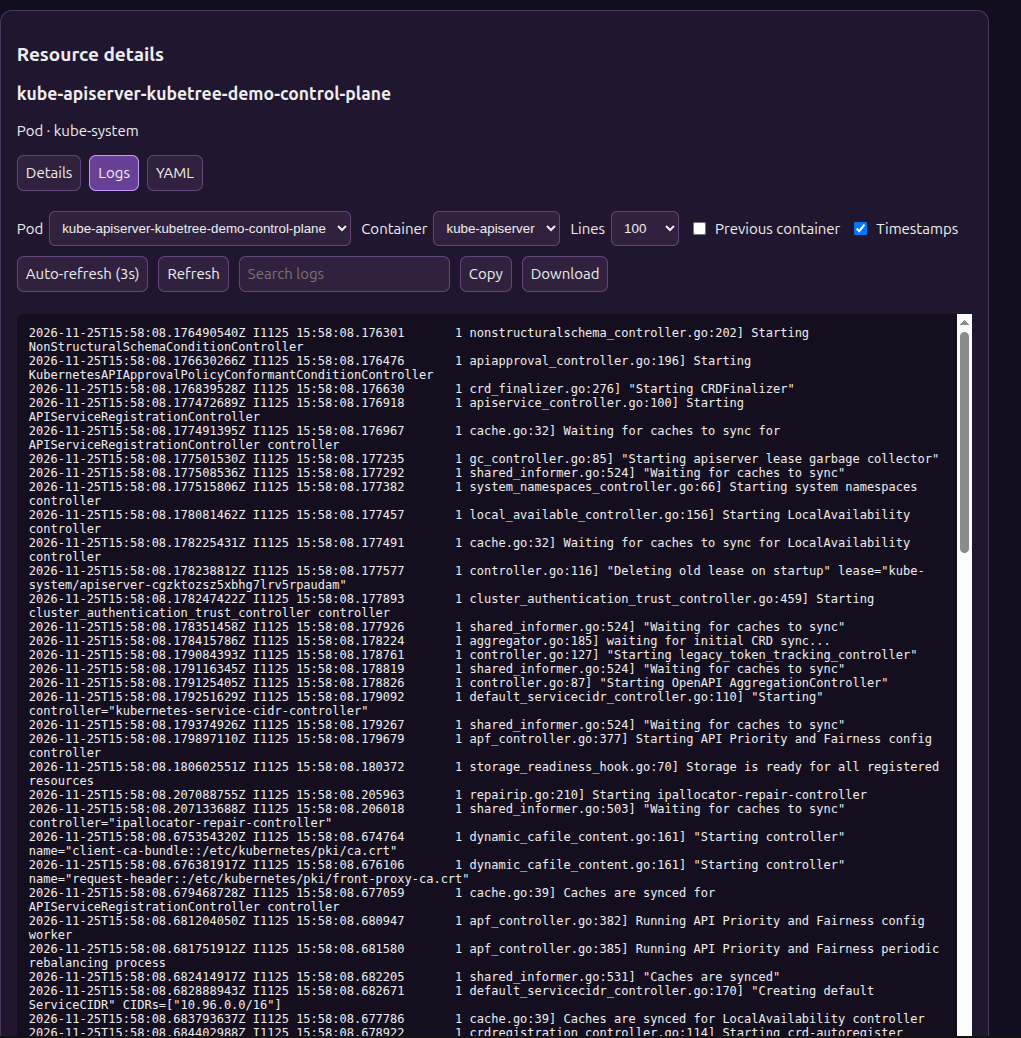 Resource details
kube-apiserver-kubetree-demo-control-plane
Pod · kube-system
Details Logs YAML
Pod kube-apiserver-kubetree-demo-control-plane Container kube-apiserver Lines 100 Previous container Timestamps
Auto-refresh (3s) Refresh Search logs Copy Download
2026-11-25T15:58:08.176490540Z I1125 15:58:08.176301       1 nonstructuralschema_controller.go:202] Starting
NonStructuralSchemaConditionController
2026-11-25T15:58:08.176630266Z I1125 15:58:08.176476       1 apiapproval_controller.go:196] Starting
KubernetesAPIApprovalPolicyConformantConditionController
2026-11-25T15:58:08.176839528Z I1125 15:58:08.176630       1 crd_finalizer.go:276] "Starting CRDFinalizer"
2026-11-25T15:58:08.177472689Z I1125 15:58:08.176918       1 apiservice_controller.go:100] Starting
APIServiceRegistrationController
2026-11-25T15:58:08.177491395Z I1125 15:58:08.176967       1 cache.go:32] Waiting for caches to sync for
APIServiceRegistrationController controller
2026-11-25T15:58:08.177501530Z I1125 15:58:08.177235       1 gc_controller.go:85] "Starting apiserver lease garbage collector"
2026-11-25T15:58:08.177508536Z I1125 15:58:08.177292       1 shared_informer.go:524] "Waiting for caches to sync"
2026-11-25T15:58:08.177515806Z I1125 15:58:08.177382       1 system_namespaces_controller.go:66] Starting system namespaces
controller
2026-11-25T15:58:08.178081462Z I1125 15:58:08.177457       1 local_available_controller.go:156] Starting LocalAvailability
controller
2026-11-25T15:58:08.178225431Z I1125 15:58:08.177491       1 cache.go:32] Waiting for caches to sync for LocalAvailability
controller
2026-11-25T15:58:08.178238812Z I1125 15:58:08.177577       1 controller.go:116] "Deleting old lease on startup" lease="kube-
system/apiserver-cgzktozsz5xbhg7lrv5rpaudam"
2026-11-25T15:58:08.178247422Z I1125 15:58:08.177893       1 cluster_authentication_trust_controller.go:459] Starting
cluster_authentication_trust_controller controller
2026-11-25T15:58:08.178351458Z I1125 15:58:08.177926       1 shared_informer.go:524] "Waiting for caches to sync"
2026-11-25T15:58:08.178415786Z I1125 15:58:08.178224       1 aggregator.go:185] waiting for initial CRD sync...
2026-11-25T15:58:08.179084393Z I1125 15:58:08.178761       1 controller.go:127] "Starting legacy_token_tracking_controller"
2026-11-25T15:58:08.179116345Z I1125 15:58:08.178819       1 shared_informer.go:524] "Waiting for caches to sync"
2026-11-25T15:58:08.179125405Z I1125 15:58:08.178826       1 controller.go:87] "Starting OpenAPI AggregationController"
2026-11-25T15:58:08.179251629Z I1125 15:58:08.179092       1 default_servicecidr_controller.go:110] "Starting"
controller="kubernetes-service-cidr-controller"
2026-11-25T15:58:08.179374926Z I1125 15:58:08.179267       1 shared_informer.go:524] "Waiting for caches to sync"
2026-11-25T15:58:08.179897110Z I1125 15:58:08.179679       1 apf_controller.go:377] Starting API Priority and Fairness config
controller
2026-11-25T15:58:08.180602551Z I1125 15:58:08.180372       1 storage_readiness_hook.go:70] Storage is ready for all registered
resources
2026-11-25T15:58:08.207088755Z I1125 15:58:08.205963       1 repairip.go:210] Starting ipallocator-repair-controller
2026-11-25T15:58:08.207133688Z I1125 15:58:08.206018       1 shared_informer.go:503] "Waiting for caches to sync"
controller="ipallocator-repair-controller"
2026-11-25T15:58:08.675354320Z I1125 15:58:08.674764       1 dynamic_cafile_content.go:161] "Starting controller"
name="client-ca-bundle::/etc/kubernetes/pki/ca.crt"
2026-11-25T15:58:08.676381917Z I1125 15:58:08.676106       1 dynamic_cafile_content.go:161] "Starting controller"
name="request-header::/etc/kubernetes/pki/front-proxy-ca.crt"
2026-11-25T15:58:08.679468728Z I1125 15:58:08.677059       1 cache.go:39] Caches are synced for
APIServiceRegistrationController controller
2026-11-25T15:58:08.681204050Z I1125 15:58:08.680947       1 apf_controller.go:382] Running API Priority and Fairness config
worker
2026-11-25T15:58:08.681751912Z I1125 15:58:08.681580       1 apf_controller.go:385] Running API Priority and Fairness periodic
rebalancing process
2026-11-25T15:58:08.682414917Z I1125 15:58:08.682205       1 shared_informer.go:531] "Caches are synced"
2026-11-25T15:58:08.682888943Z I1125 15:58:08.682671       1 default_servicecidr_controller.go:170] "Creating default
ServiceCIDR" CIDRs=["10.96.0.0/16"]
2026-11-25T15:58:08.683793637Z I1125 15:58:08.677786       1 cache.go:39] Caches are synced for LocalAvailability controller
2026-11-25T15:58:08.684402988Z I1125 15:58:08.678922       1 crdregistration_controller.go:114] Starting crd-autoregister